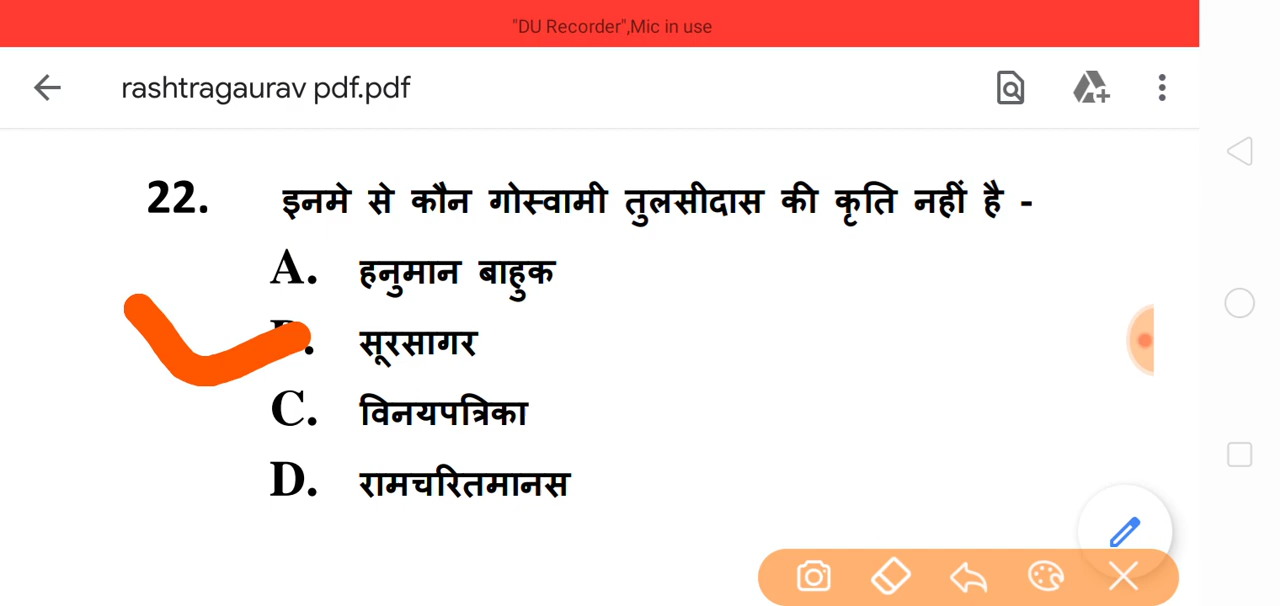 "DU Recorder",Mic in use
rashtragaurav pdf.pdf
22. इनमे से कौन गोस्वामी तुलसीदास की कृति नहीं है -
A. हनुमान बाहुक
B. सूरसागर
C. विनयपत्रिका
D. रामचरितमानस